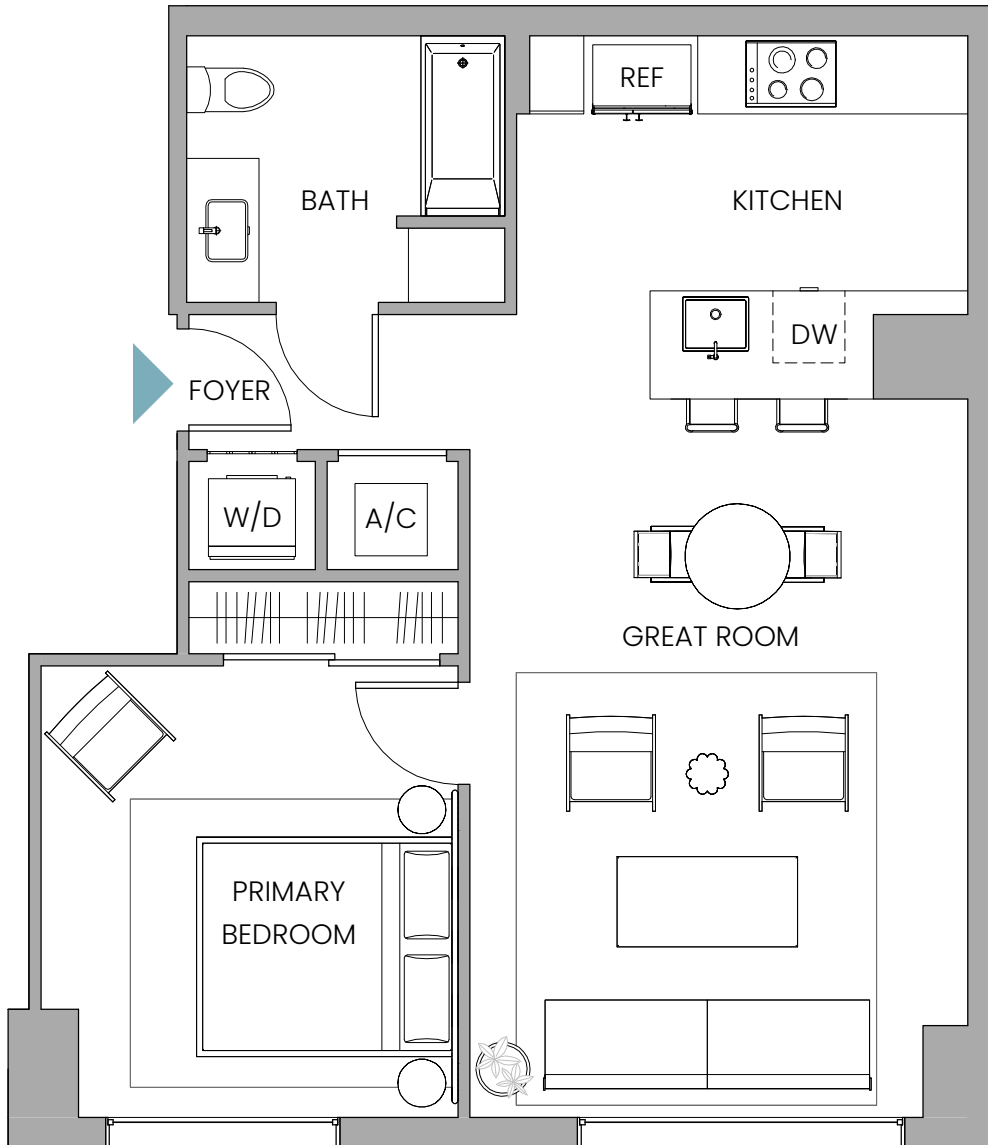 REF
BATH
KITCHEN
DW
FOYER
W/D
A/C
GREAT ROOM
PRIMARY
BEDROOM